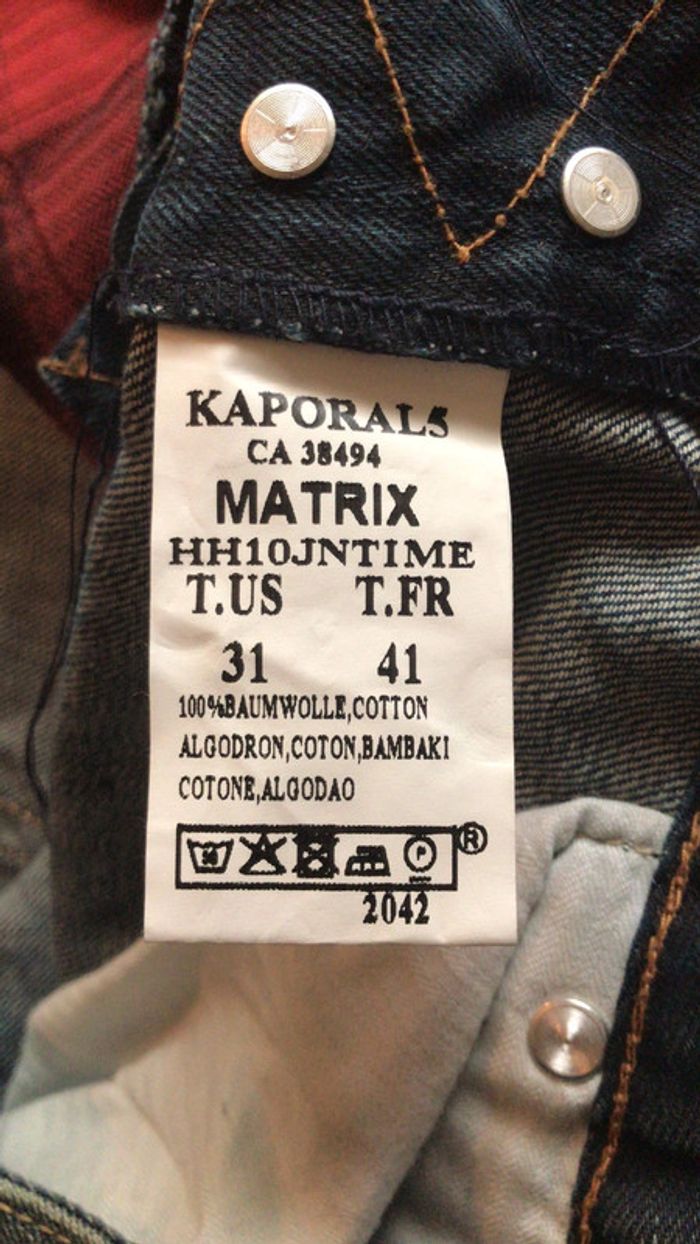 KAPORAL5
CA 38494
MATRIX
HH10JNTIME
T.US T.FR
31 41
100%BAUMWOLLE,COTTON
ALGODRON,COTON,BAMBAKI
COTONE,ALGODAO
P ®
2042